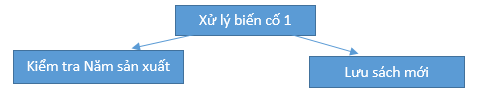 Xử lý biến cố 1
Kiểm tra Năm sản xuất
Lưu sách mới